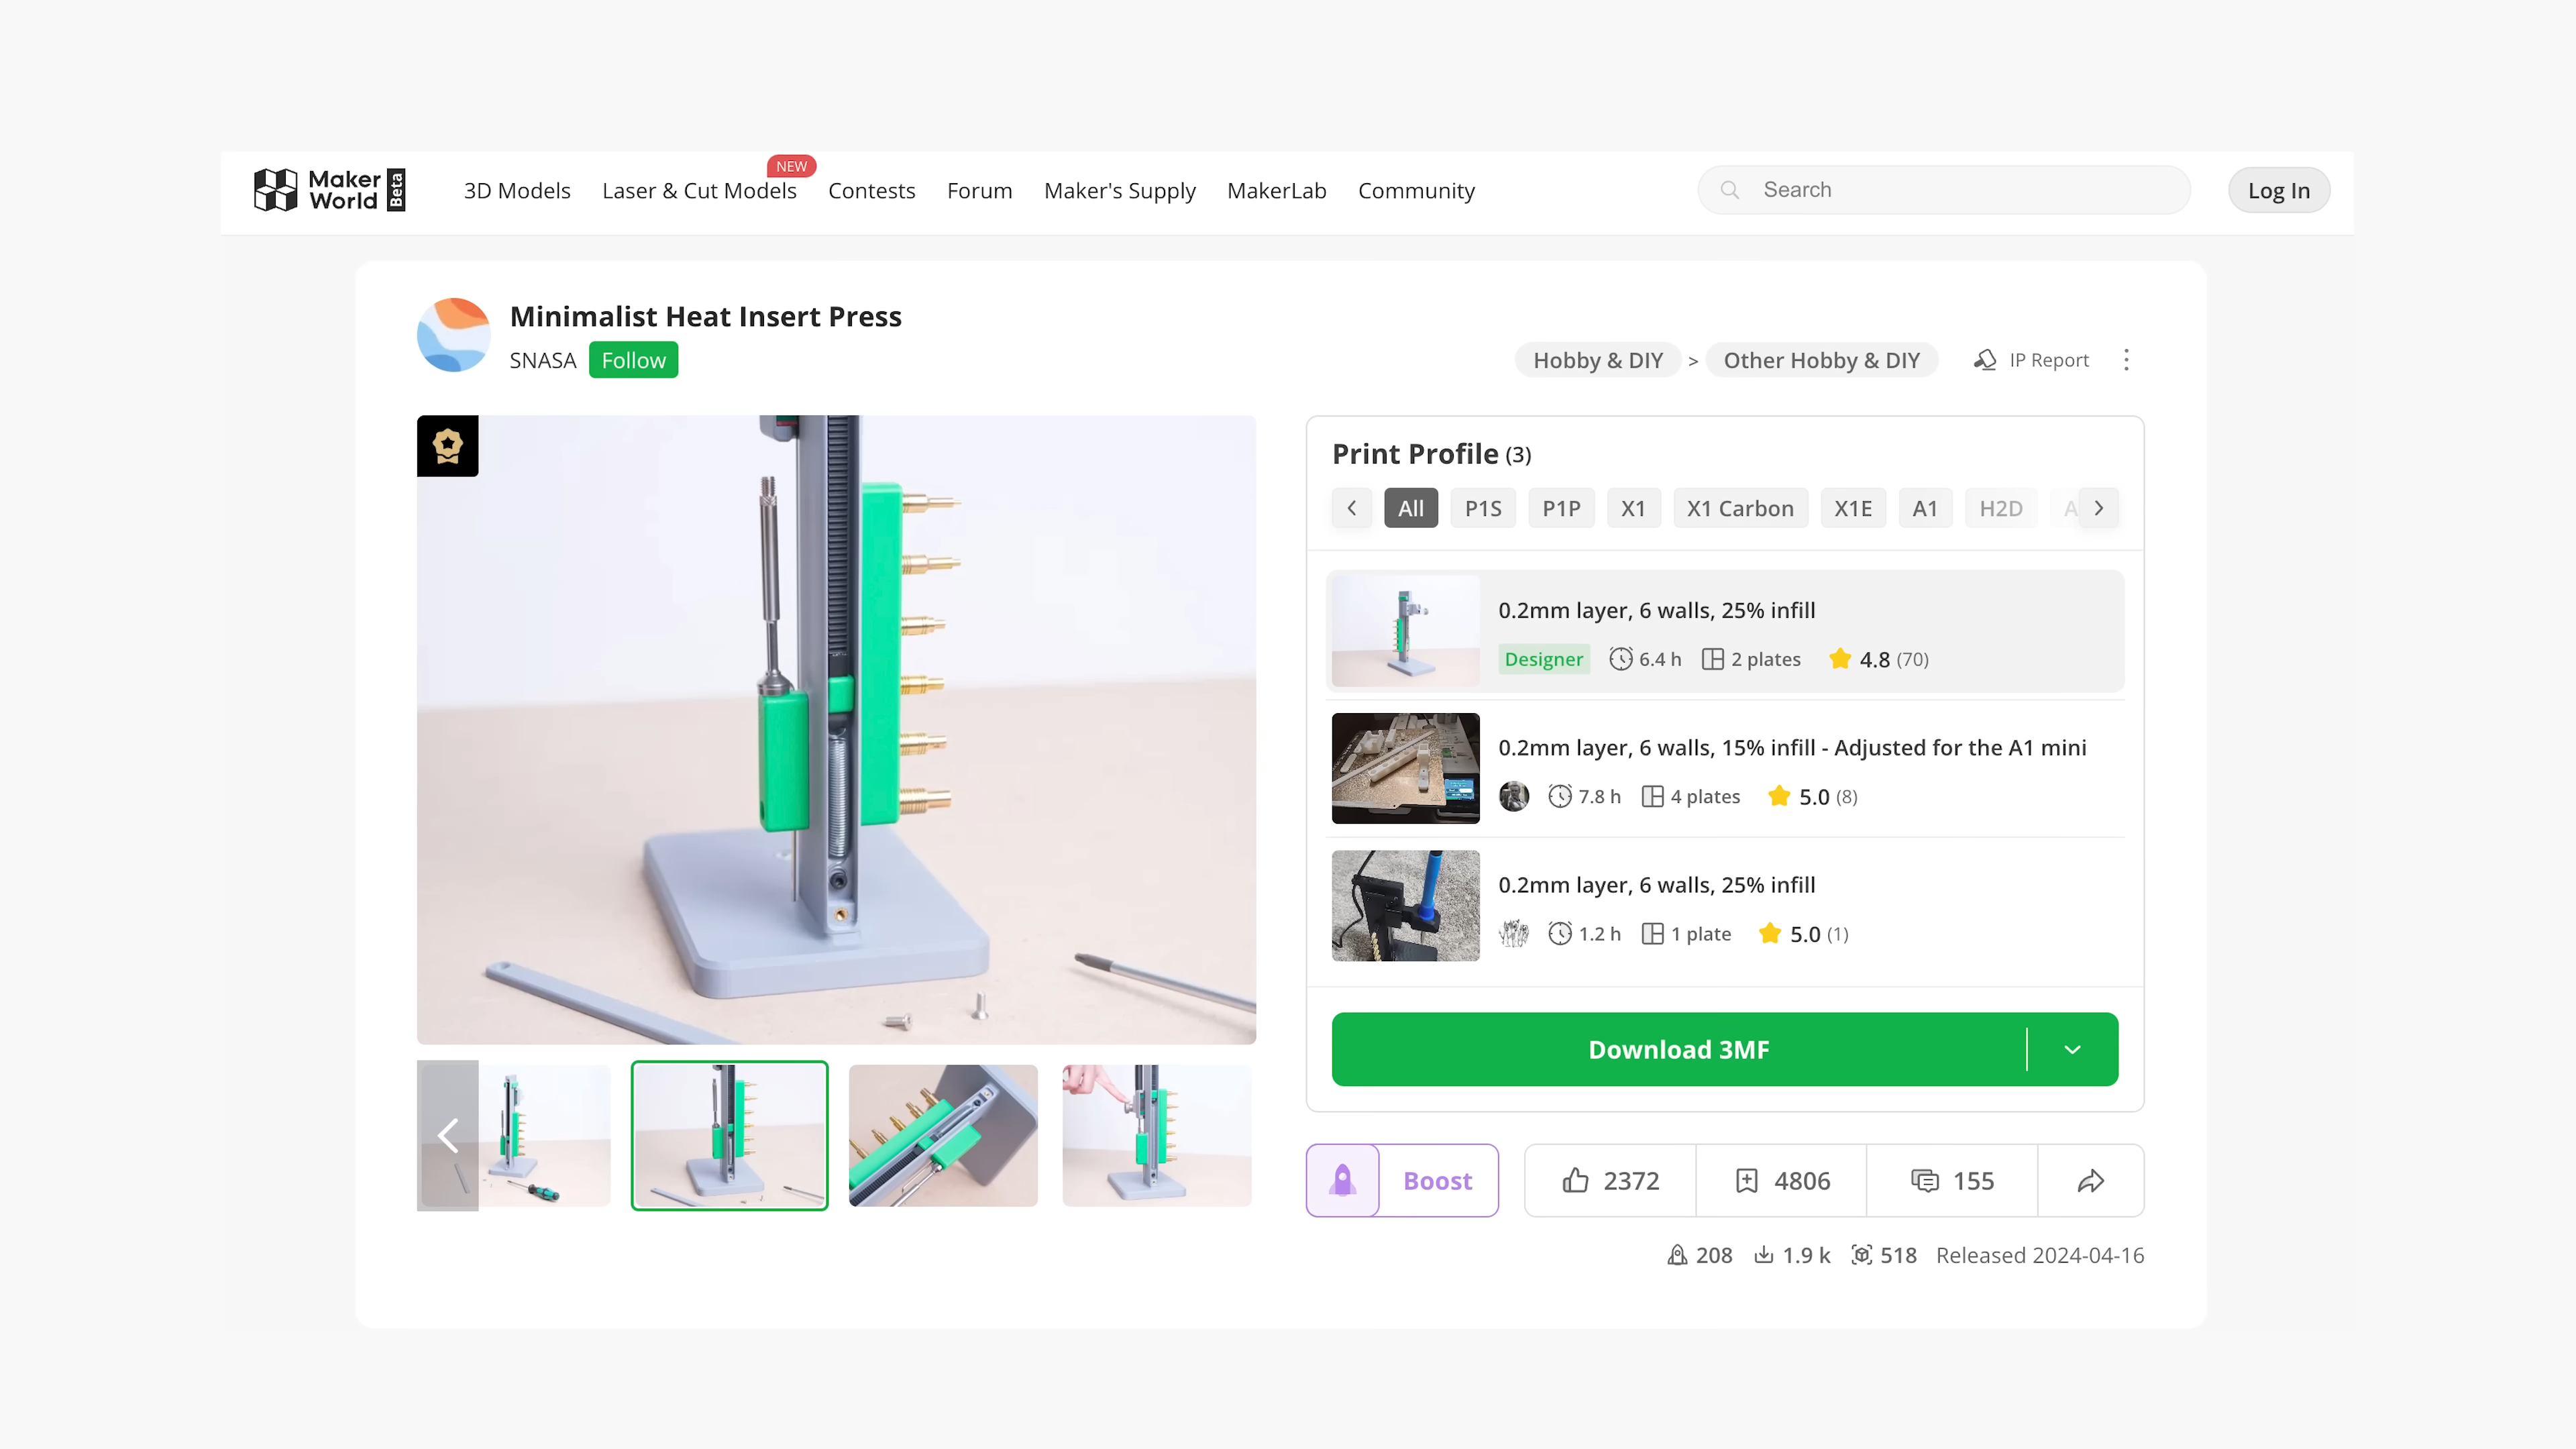 Maker World Beta
3D Models
Laser & Cut Models
NEW
Contests
Forum
Maker's Supply
MakerLab
Community
Search
Log In
Minimalist Heat Insert Press
SNASA
Follow
Hobby & DIY > Other Hobby & DIY
IP Report
Print Profile (3)
All
P1S
P1P
X1
X1 Carbon
X1E
A1
H2D
A
0.2mm layer, 6 walls, 25% infill
Designer 6.4 h 2 plates 4.8 (70)
0.2mm layer, 6 walls, 15% infill - Adjusted for the A1 mini
7.8 h 4 plates 5.0 (8)
0.2mm layer, 6 walls, 25% infill
1.2 h 1 plate 5.0 (1)
Download 3MF
Boost
2372
4806
155
208 1.9 k 518 Released 2024-04-16